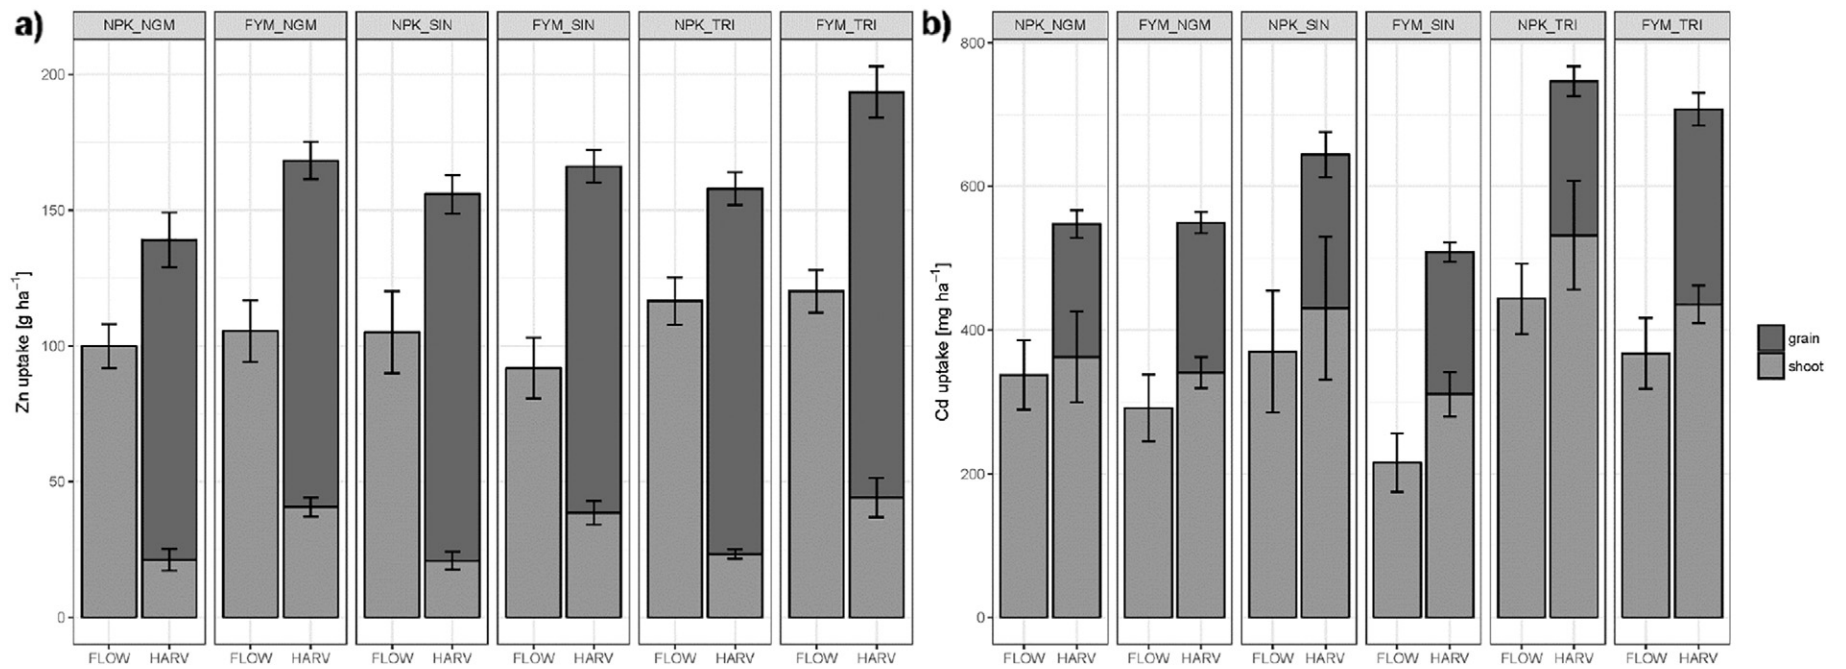 a)
NPK_NGM FYM_NGM NPK_SIN FYM_SIN NPK_TRI FYM_TRI
200
150
100
50
0
Zn uptake [g ha⁻¹]
FLOW HARV FLOW HARV FLOW HARV FLOW HARV FLOW HARV FLOW HARV
b)
NPK_NGM FYM_NGM NPK_SIN FYM_SIN NPK_TRI FYM_TRI
800
600
400
200
0
Cd uptake [mg ha⁻¹]
FLOW HARV FLOW HARV FLOW HARV FLOW HARV FLOW HARV FLOW HARV
grain
shoot